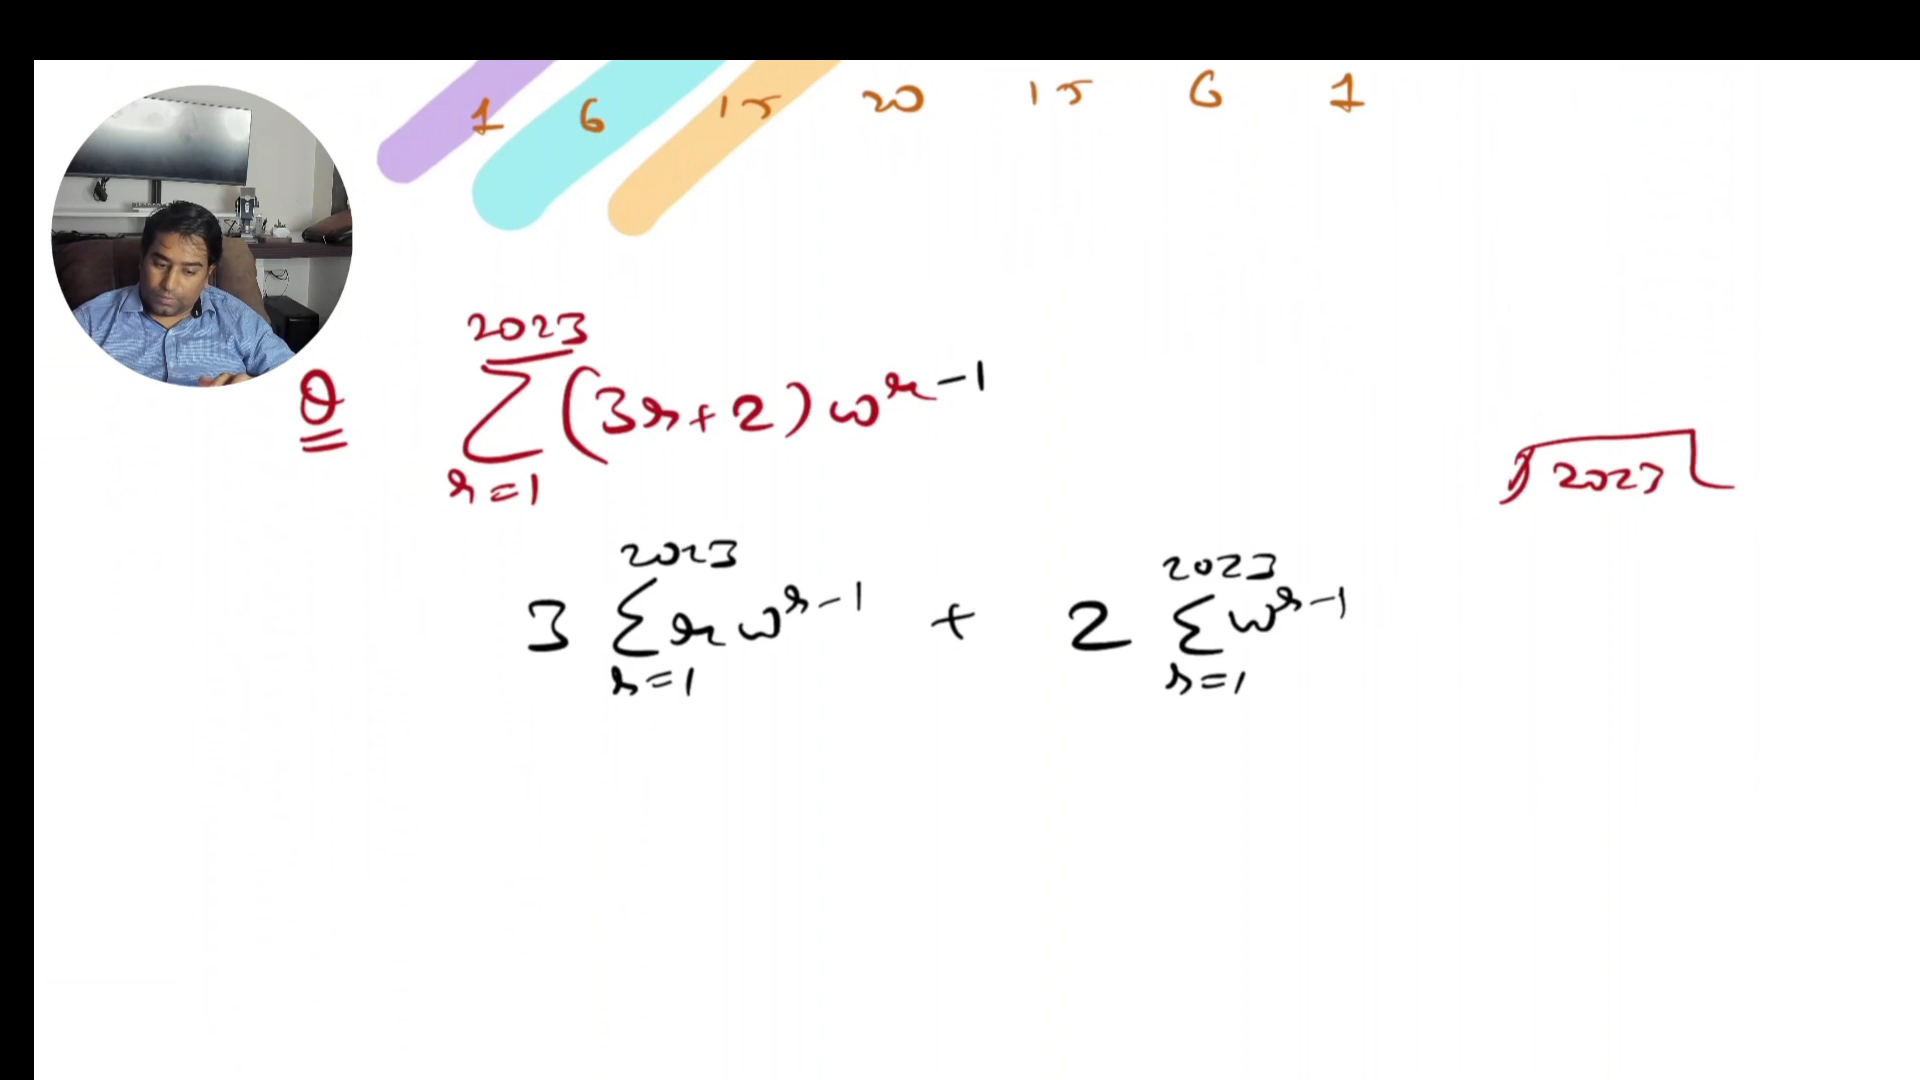 1 6 15 20 15 6 1
Q ∑_{r=1}^{2023} (3r+2) ω^{r-1}
2023
3 ∑_{r=1}^{2023} r ω^{r-1} + 2 ∑_{r=1}^{2023} ω^{r-1}